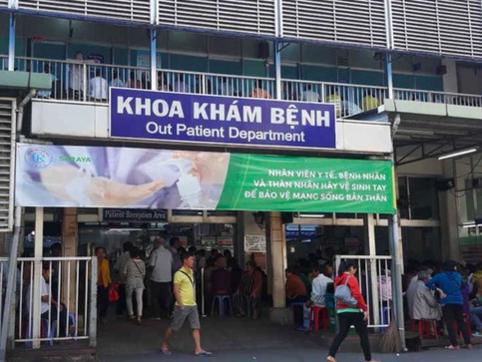 KHOA KHÁM BỆNH
Out Patient Department
SARAYA
NHÂN VIÊN Y TẾ, BỆNH NHÂN
VÀ THÂN NHÂN HÃY VỆ SINH TAY
ĐỂ BẢO VỆ MẠNG SỐNG BẢN THÂN
Patient Reception Area